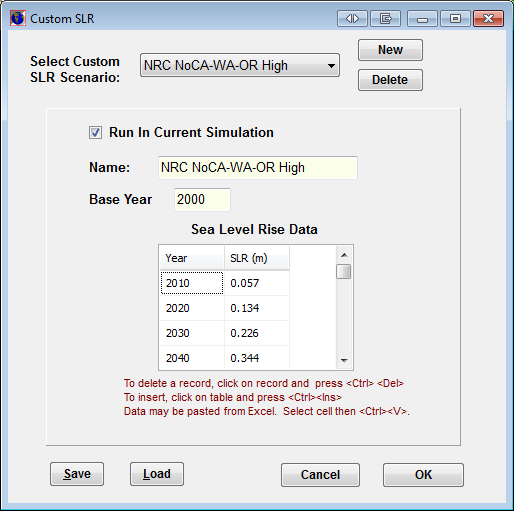 Custom SLR
New
Select Custom
SLR Scenario:
NRC NoCA-WA-OR High
Delete
Run In Current Simulation
Name: NRC NoCA-WA-OR High
Base Year 2000
Sea Level Rise Data
Year SLR (m)
2010 0.057
2020 0.134
2030 0.226
2040 0.344
To delete a record, click on record and press <Ctrl> <Del>
To insert, click on table and press <Ctrl><Ins>
Data may be pasted from Excel. Select cell then <Ctrl><V>.
Save Load Cancel OK